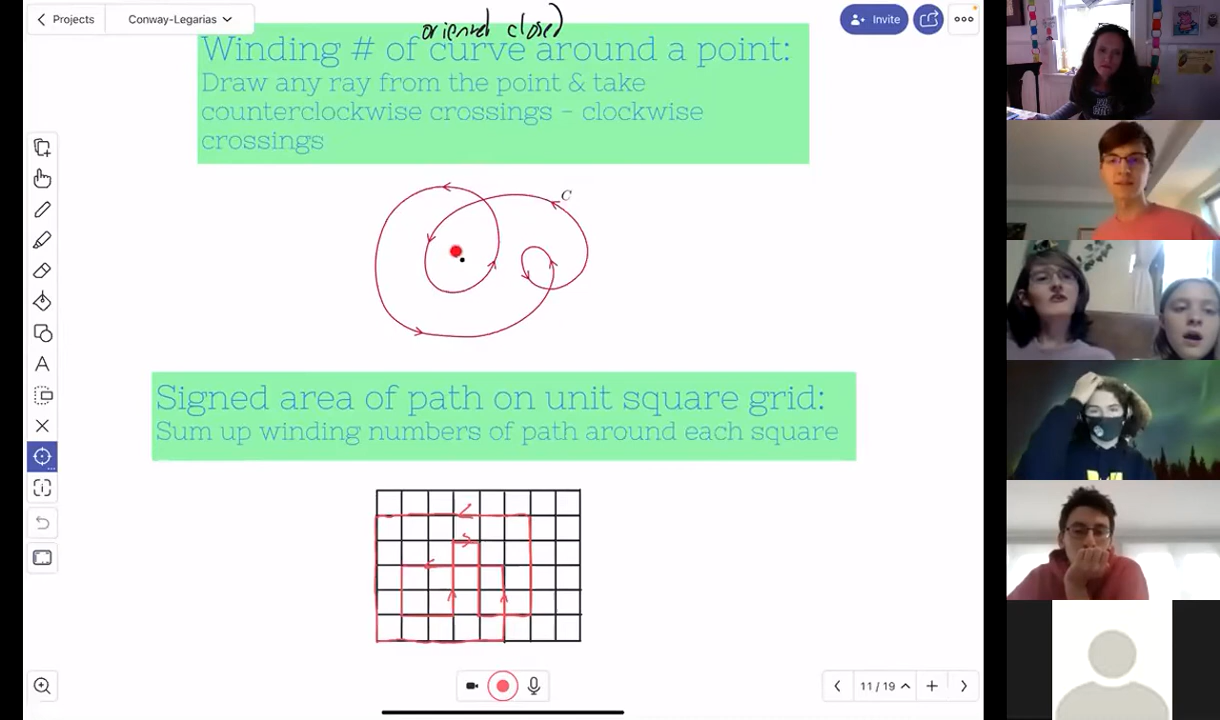 Projects
Conway-Legarias
Invite
oriented closed
Winding # of curve around a point:
Draw any ray from the point & take
counterclockwise crossings - clockwise
crossings
C
Signed area of path on unit square grid:
Sum up winding numbers of path around each square
A
11 / 19